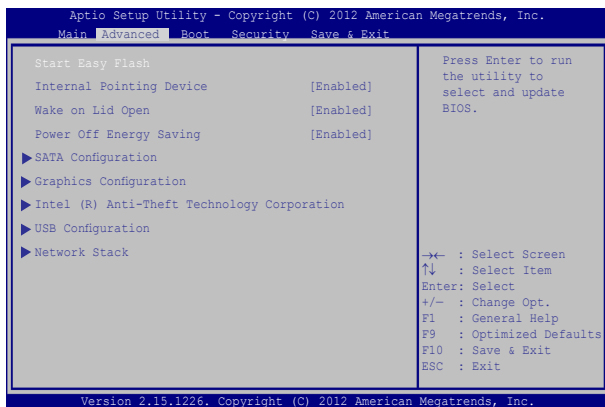 Aptio Setup Utility - Copyright (C) 2012 American Megatrends, Inc.
Main Advanced Boot Security Save & Exit
Start Easy Flash
Internal Pointing Device [Enabled]
Wake on Lid Open [Enabled]
Power Off Energy Saving [Enabled]
SATA Configuration
Graphics Configuration
Intel (R) Anti-Theft Technology Corporation
USB Configuration
Network Stack
Press Enter to run
the utility to
select and update
BIOS.
→← : Select Screen
↑↓ : Select Item
Enter: Select
+/— : Change Opt.
F1 : General Help
F9 : Optimized Defaults
F10 : Save & Exit
ESC : Exit
Version 2.15.1226. Copyright (C) 2012 American Megatrends, Inc.